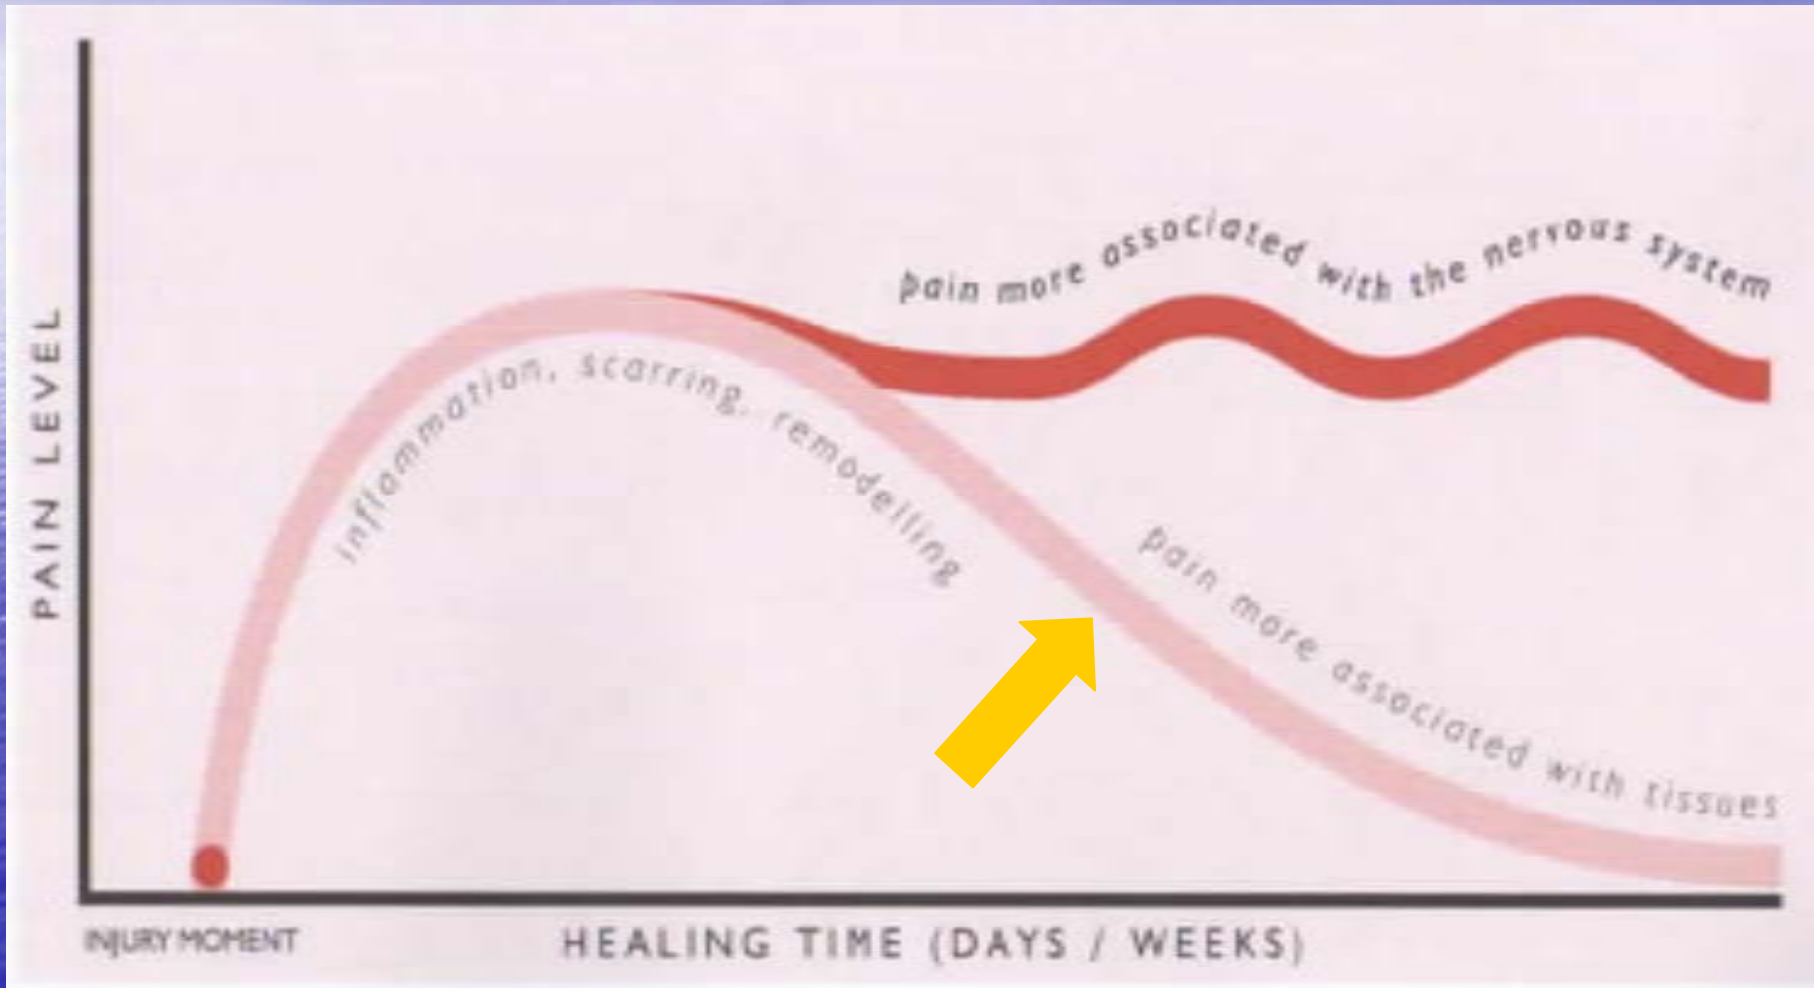 PAIN LEVEL
pain more associated with the nervous system
inflammation, scarring, remodelling
pain more associated with tissues
INJURY MOMENT
HEALING TIME (DAYS / WEEKS)